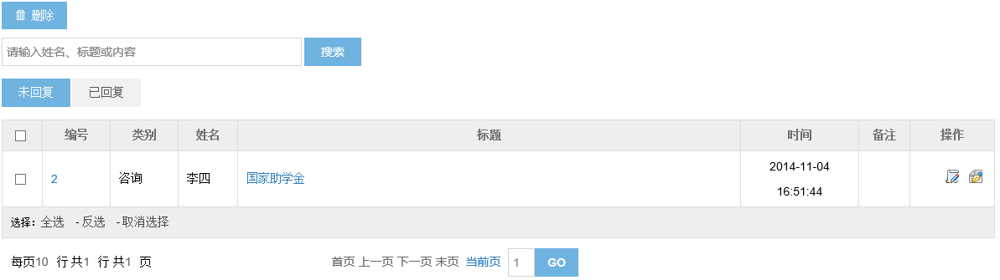 删除
请输入姓名、标题或内容 搜索
未回复 已回复
编号 类别 姓名 标题 时间 备注 操作
2 咨询 李四 国家助学金 2014-11-04
16:51:44
选择：全选 - 反选 - 取消选择
每页10 行 共1 行 共1 页 首页 上一页 下一页 末页 当前页 1 GO